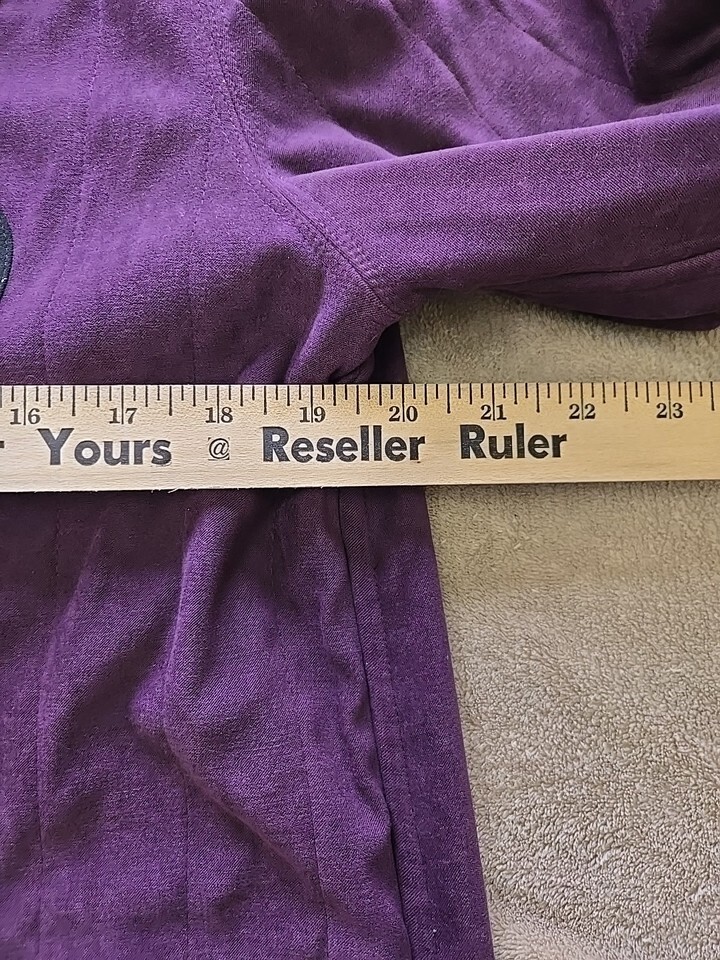 16 17 18 19 20 21 22 23
Yours @ Reseller Ruler